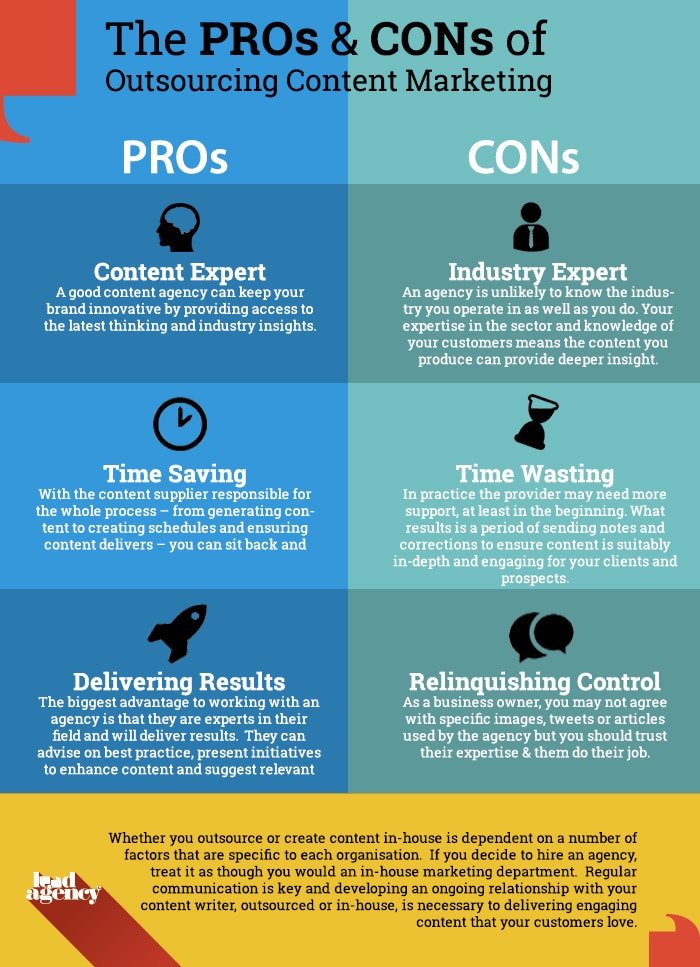 The PROs & CONs of
Outsourcing Content Marketing
PROs
CONs
Content Expert
A good content agency can keep your
brand innovative by providing access to
the latest thinking and industry insights.
Industry Expert
An agency is unlikely to know the indus-
try you operate in as well as you do. Your
expertise in the sector and knowledge of
your customers means the content you
produce can provide deeper insight.
Time Saving
With the content supplier responsible for
the whole process – from generating con-
tent to creating schedules and ensuring
content delivers – you can sit back and
Time Wasting
In practice the provider may need more
support, at least in the beginning. What
results is a period of sending notes and
corrections to ensure content is suitably
in-depth and engaging for your clients and
prospects.
Delivering Results
The biggest advantage to working with an
agency is that they are experts in their
field and will deliver results. They can
advise on best practice, present initiatives
to enhance content and suggest relevant
Relinquishing Control
As a business owner, you may not agree
with specific images, tweets or articles
used by the agency but you should trust
their expertise & them do their job.
Whether you outsource or create content in-house is dependent on a number of
factors that are specific to each organisation. If you decide to hire an agency,
treat it as though you would an in-house marketing department. Regular
communication is key and developing an ongoing relationship with your
content writer, outsourced or in-house, is necessary to delivering engaging
content that your customers love.
lead
agency